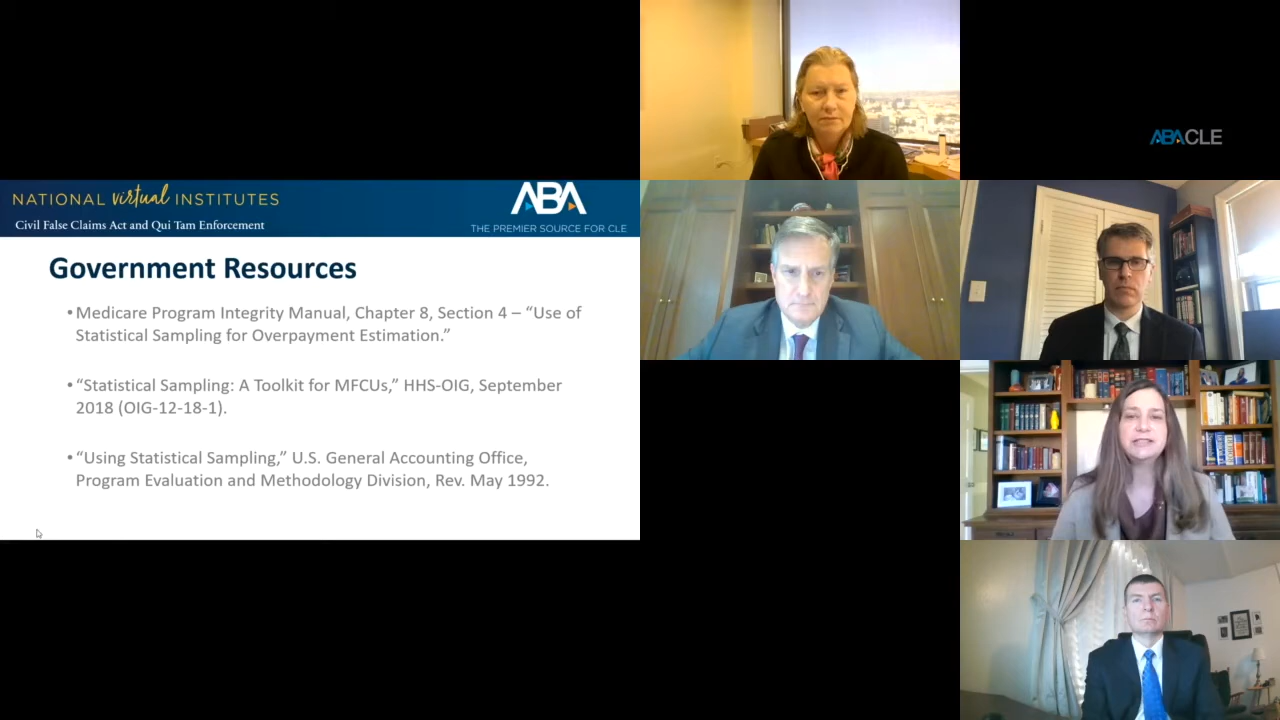 ABACLE
NATIONAL virtual INSTITUTES
Civil False Claims Act and Qui Tam Enforcement
ABA
THE PREMIER SOURCE FOR CLE
Government Resources
•Medicare Program Integrity Manual, Chapter 8, Section 4 – “Use of
Statistical Sampling for Overpayment Estimation.”
•“Statistical Sampling: A Toolkit for MFCUs,” HHS-OIG, September
2018 (OIG-12-18-1).
•“Using Statistical Sampling,” U.S. General Accounting Office,
Program Evaluation and Methodology Division, Rev. May 1992.